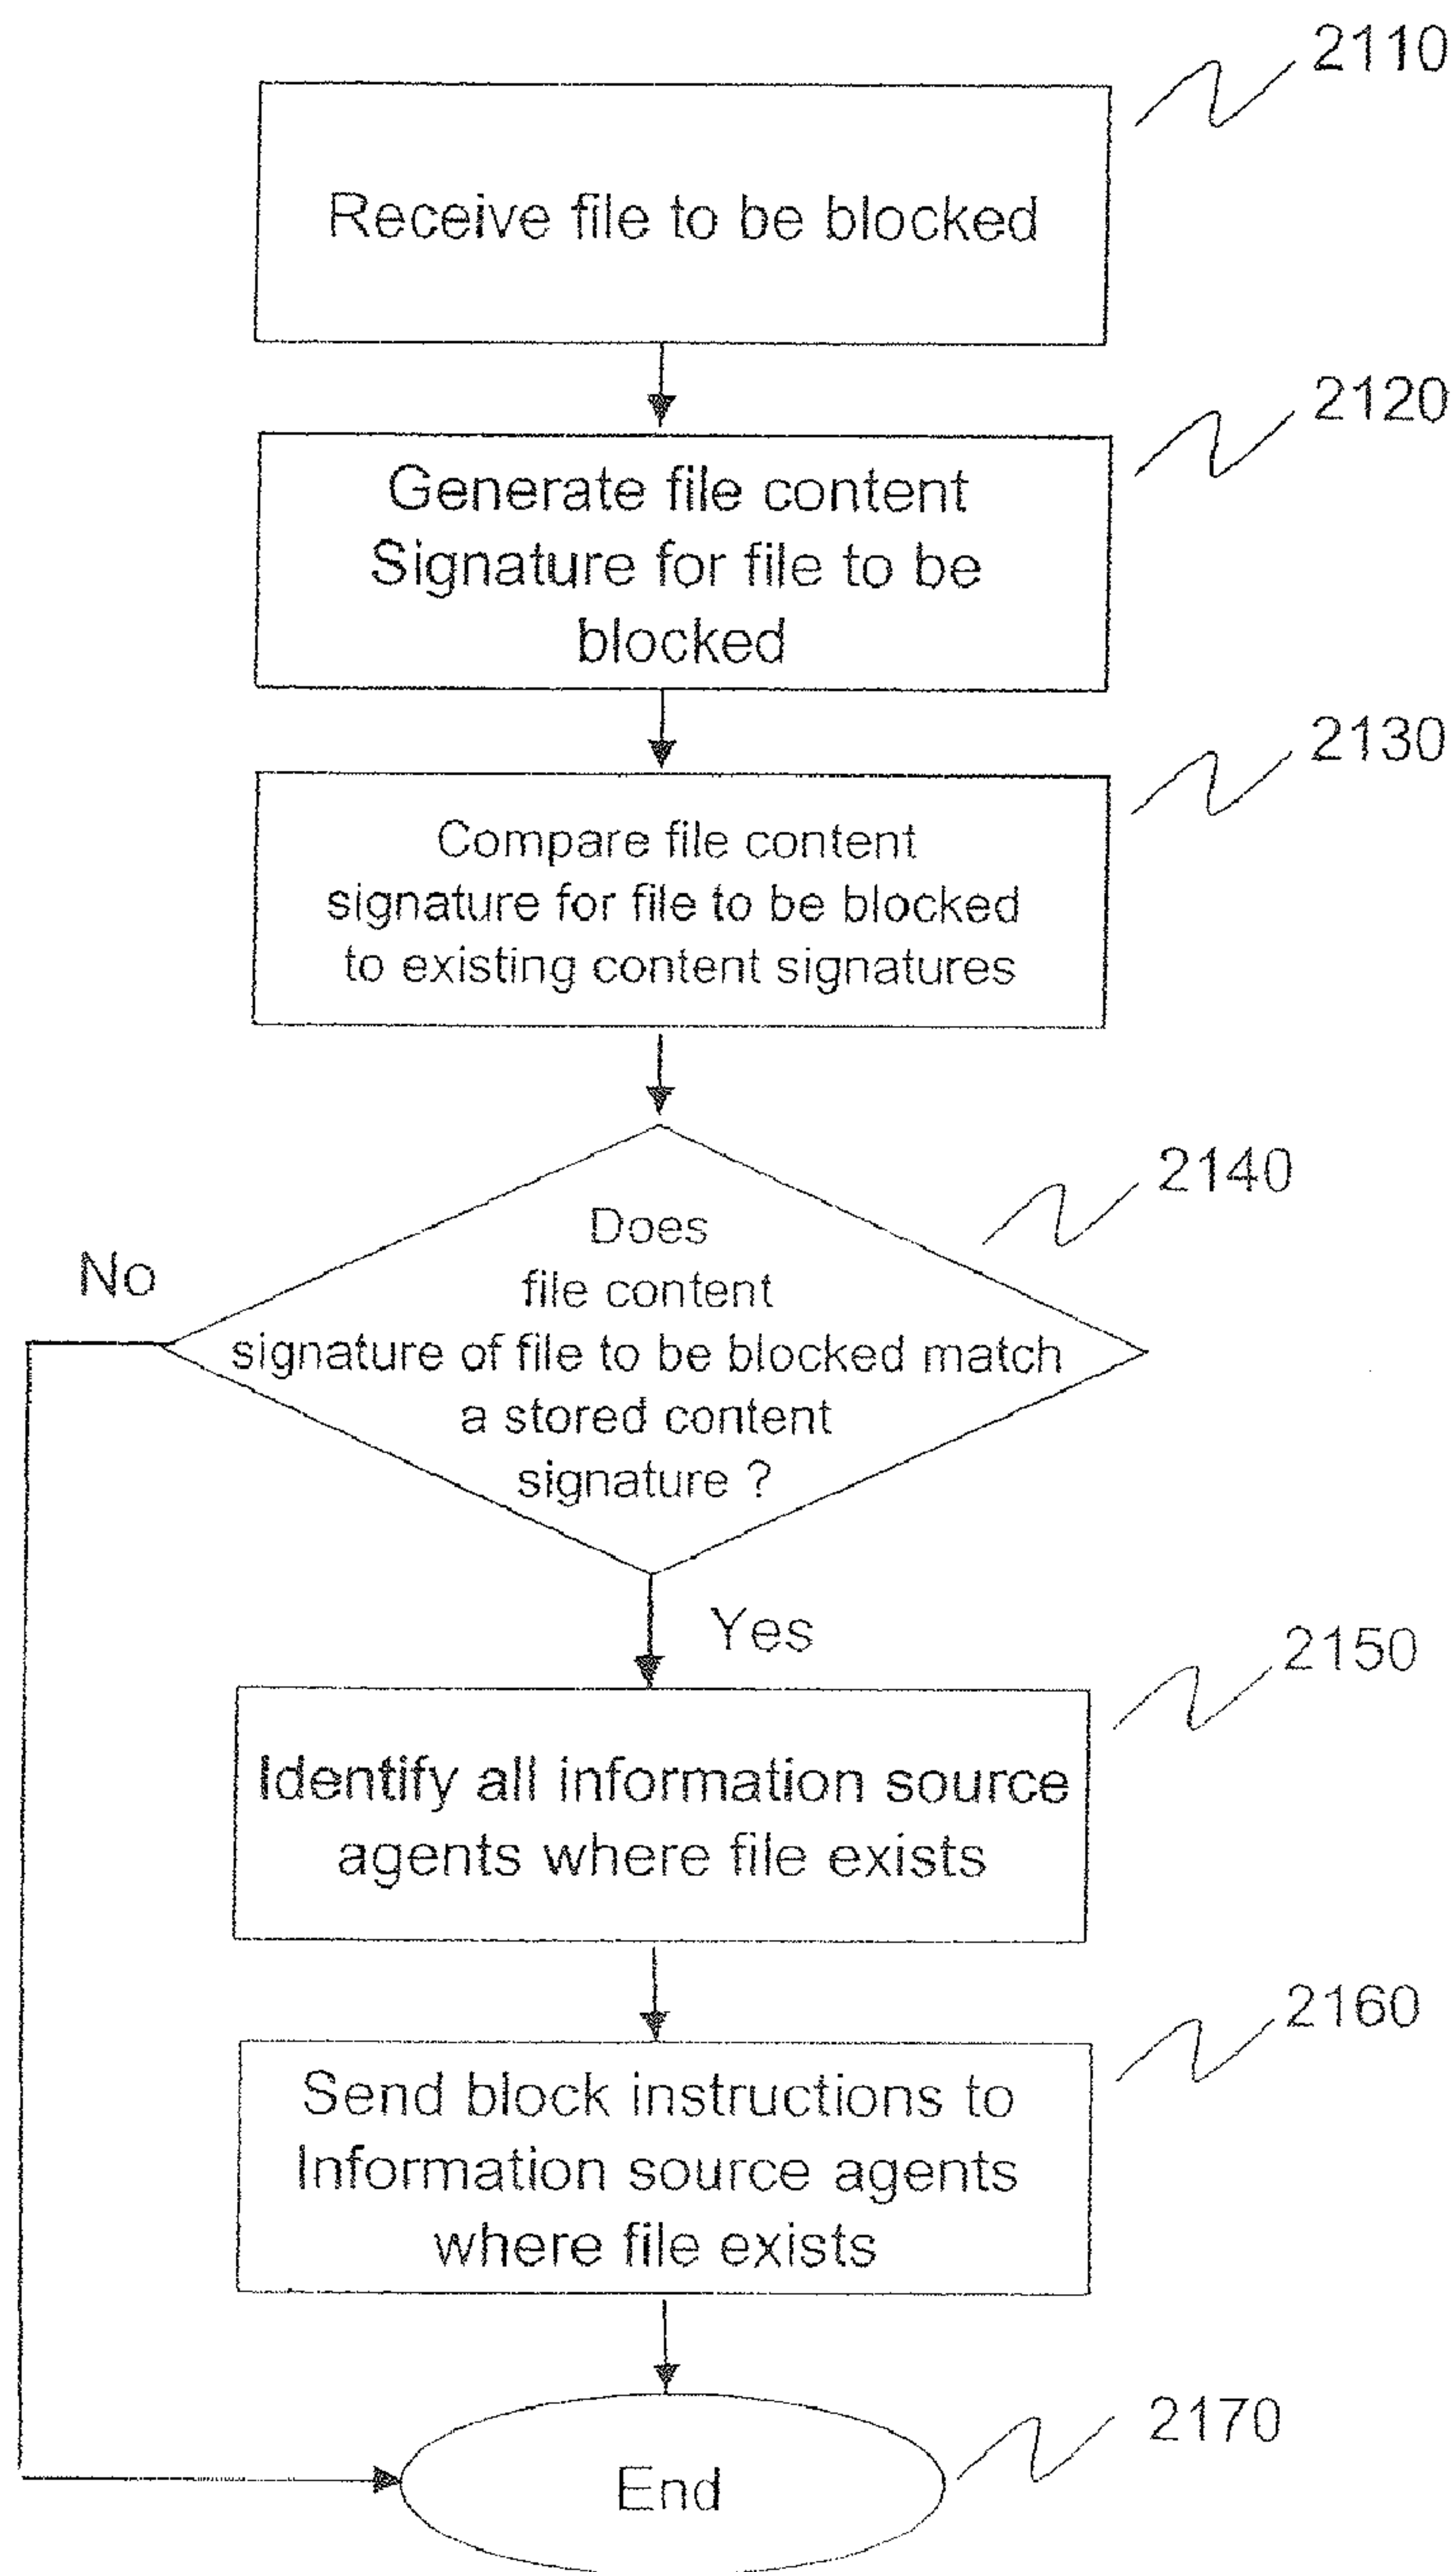 2110
Receive file to be blocked
2120
Generate file content
Signature for file to be
blocked
2130
Compare file content
signature for file to be blocked
to existing content signatures
2140
No
Does
file content
signature of file to be blocked match
a stored content
signature ?
Yes
2150
Identify all information source
agents where file exists
2160
Send block instructions to
Information source agents
where file exists
2170
End